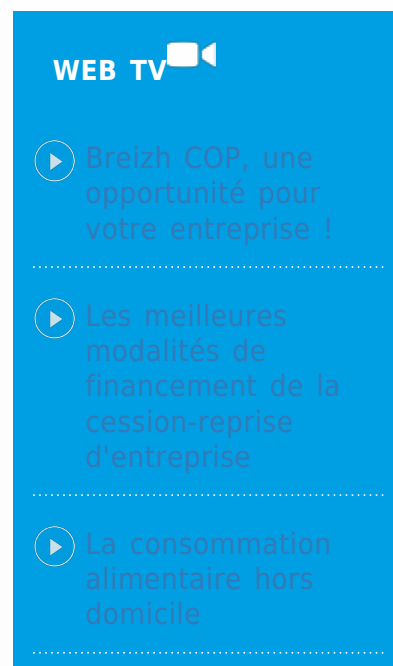 WEB TV
Breizh COP, une
opportunité pour
votre entreprise !
Les meilleures
modalités de
financement de la
cession-reprise
d'entreprise
La consommation
alimentaire hors
domicile